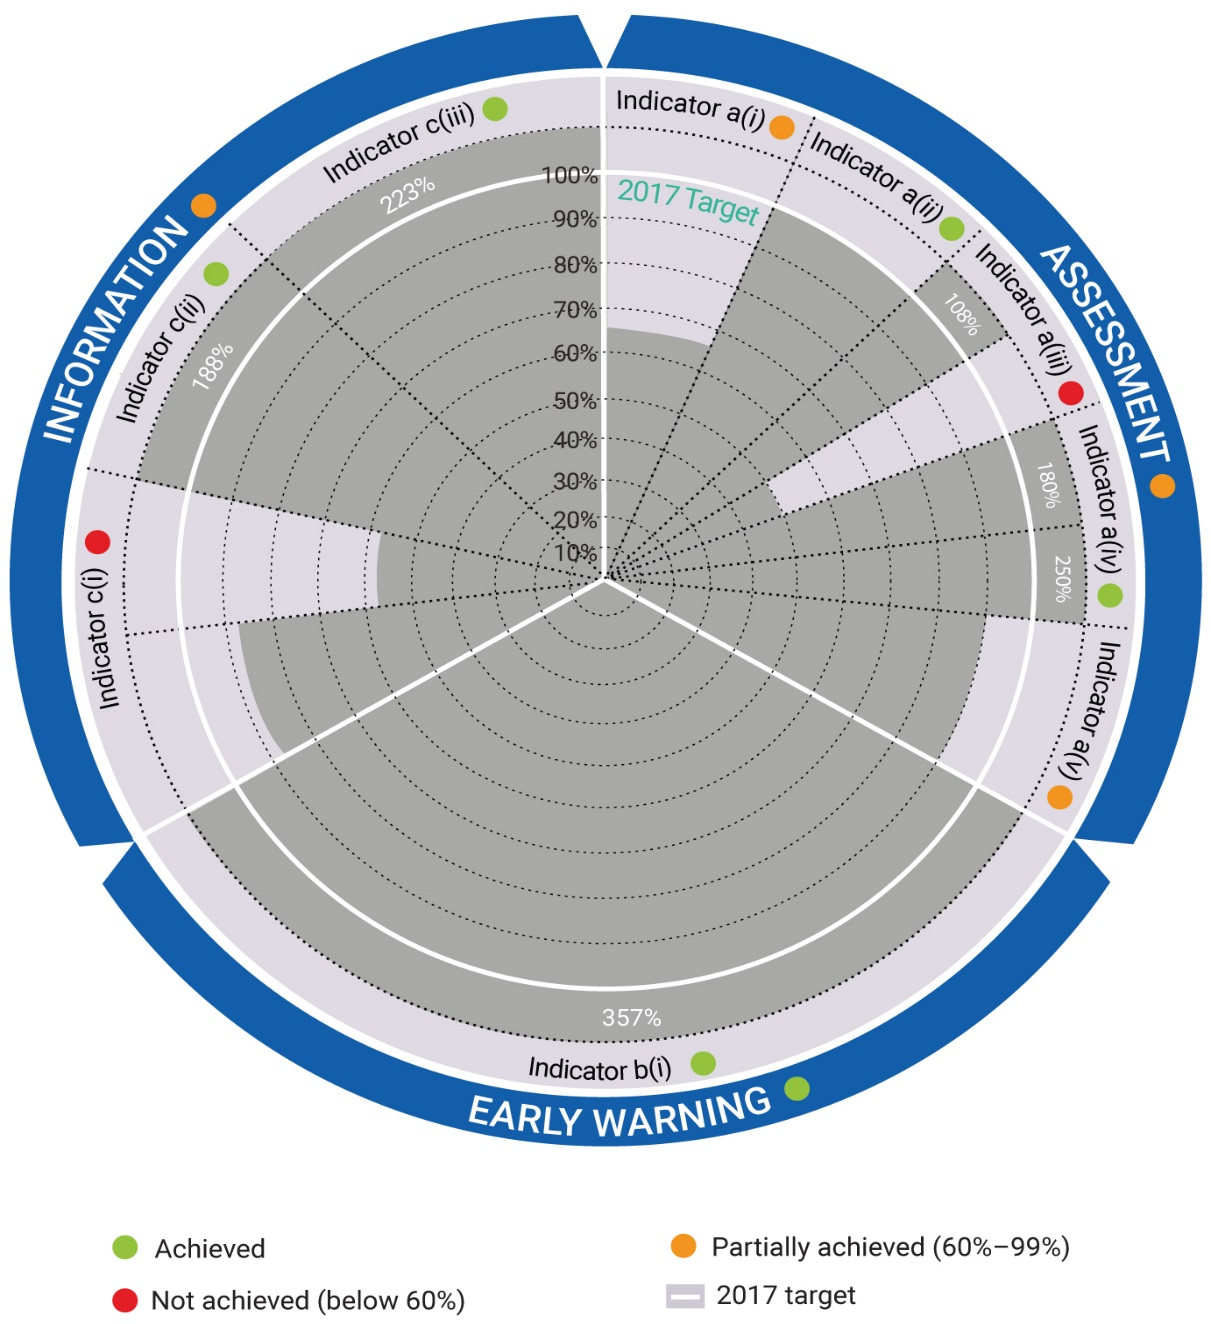 Indicator a(i)
Indicator a(ii)
Indicator a(iii)
Indicator a(iv)
Indicator a(v)
ASSESSMENT
2017 Target
108%
180%
250%
100%
90%
80%
70%
60%
50%
40%
30%
20%
10%
Indicator c(iii)
223%
Indicator c(ii)
188%
Indicator c(i)
INFORMATION
357%
Indicator b(i)
EARLY WARNING
Achieved
Partially achieved (60%–99%)
Not achieved (below 60%)
2017 target